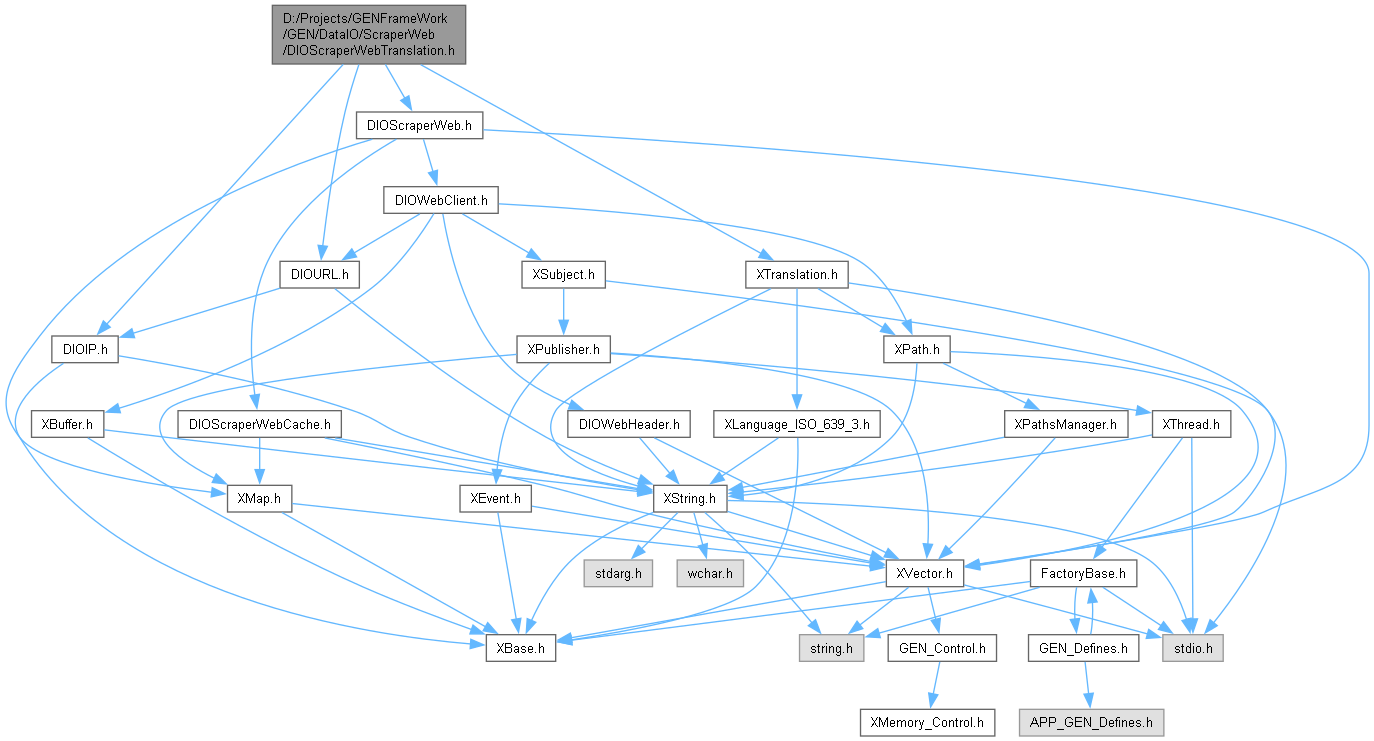 D:/Projects/GENFrameWork
/GEN/DataIO/ScraperWeb
/DIOScraperWebTranslation.h
DIOScraperWeb.h
DIOWebClient.h
DIOURL.h
XSubject.h
XTranslation.h
DIOIP.h
XPublisher.h
XPath.h
XBuffer.h
DIOScraperWebCache.h
DIOWebHeader.h
XLanguage_ISO_639_3.h
XPathsManager.h
XThread.h
XMap.h
XEvent.h
XString.h
stdarg.h
wchar.h
XVector.h
FactoryBase.h
XBase.h
string.h
GEN_Control.h
GEN_Defines.h
stdio.h
XMemory_Control.h
APP_GEN_Defines.h